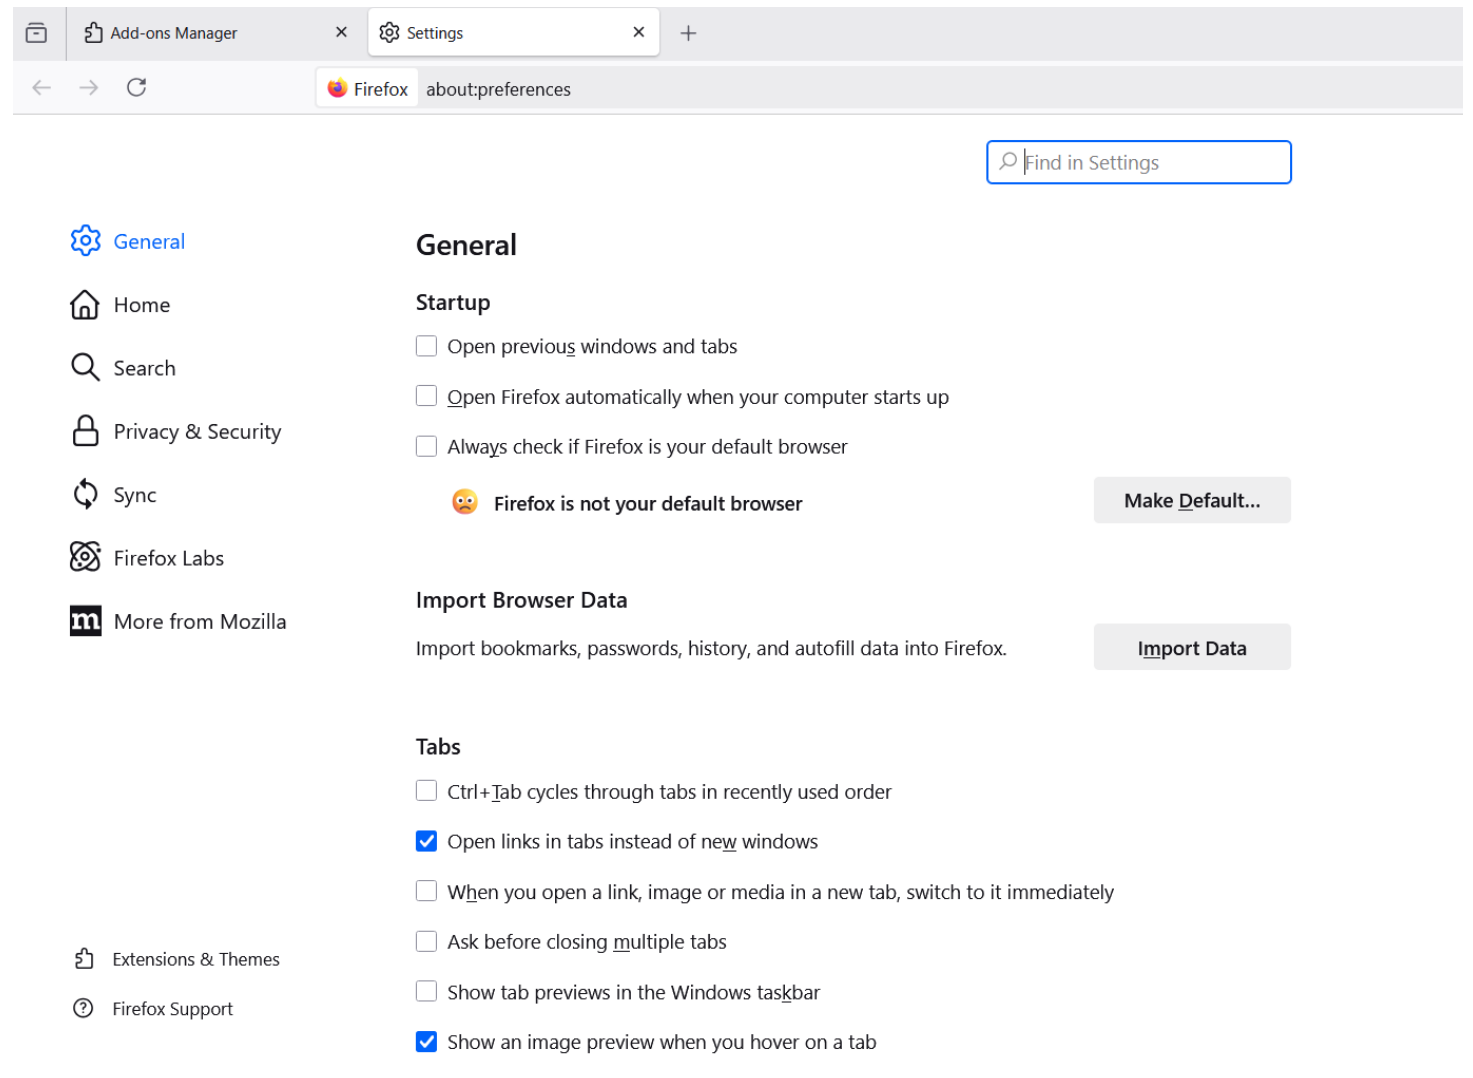 Add-ons Manager
Settings
Firefox about:preferences
Find in Settings
General
Home
Search
Privacy & Security
Sync
Firefox Labs
m More from Mozilla
Extensions & Themes
Firefox Support
General
Startup
Open previous windows and tabs
Open Firefox automatically when your computer starts up
Always check if Firefox is your default browser
Firefox is not your default browser
Make Default...
Import Browser Data
Import bookmarks, passwords, history, and autofill data into Firefox.
Import Data
Tabs
Ctrl+Tab cycles through tabs in recently used order
Open links in tabs instead of new windows
When you open a link, image or media in a new tab, switch to it immediately
Ask before closing multiple tabs
Show tab previews in the Windows taskbar
Show an image preview when you hover on a tab